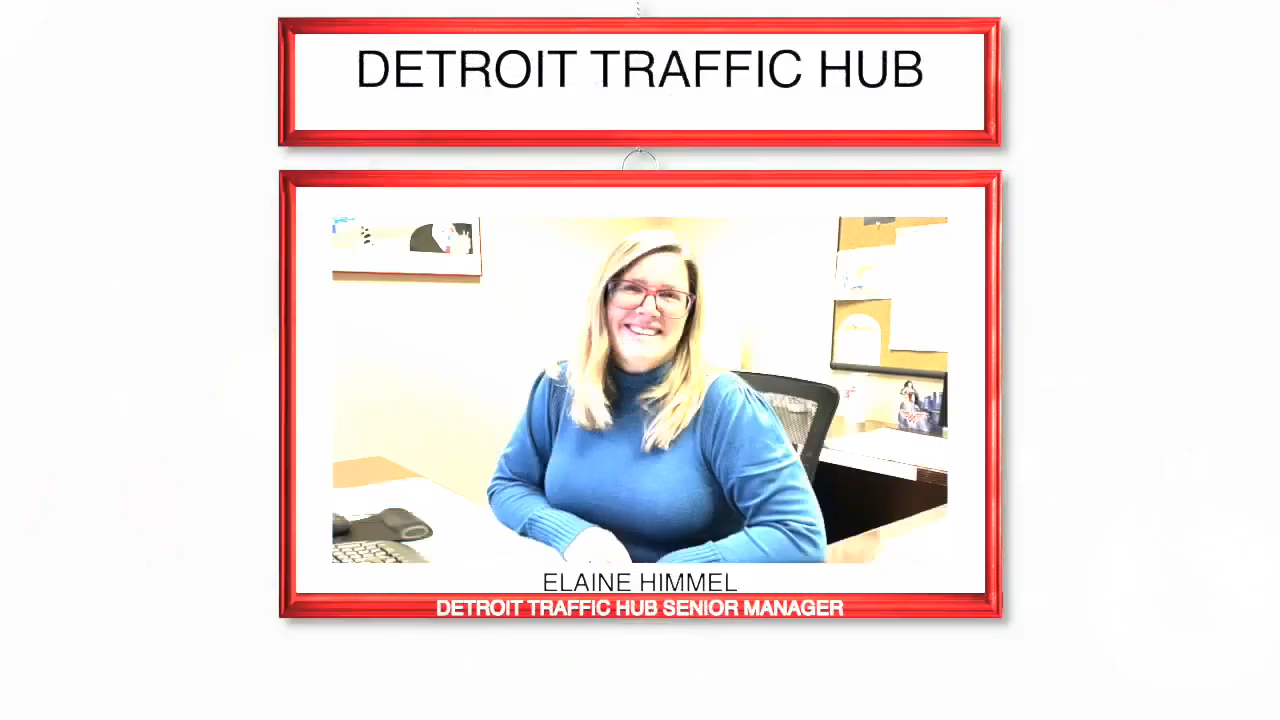 DETROIT TRAFFIC HUB
ELAINE HIMMEL
DETROIT TRAFFIC HUB SENIOR MANAGER